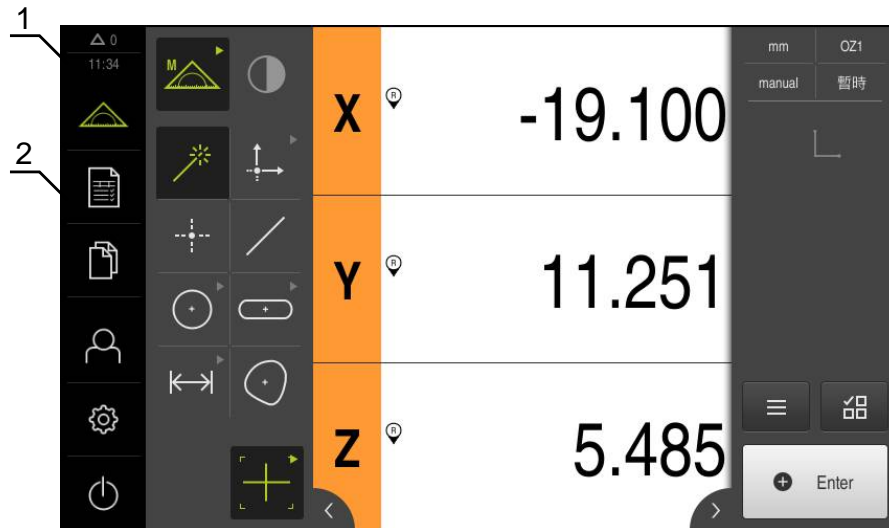 1
0
11:34
2
M
X R -19.100
Y R 11.251
Z R 5.485
mm OZ1
manual 暫時
Enter